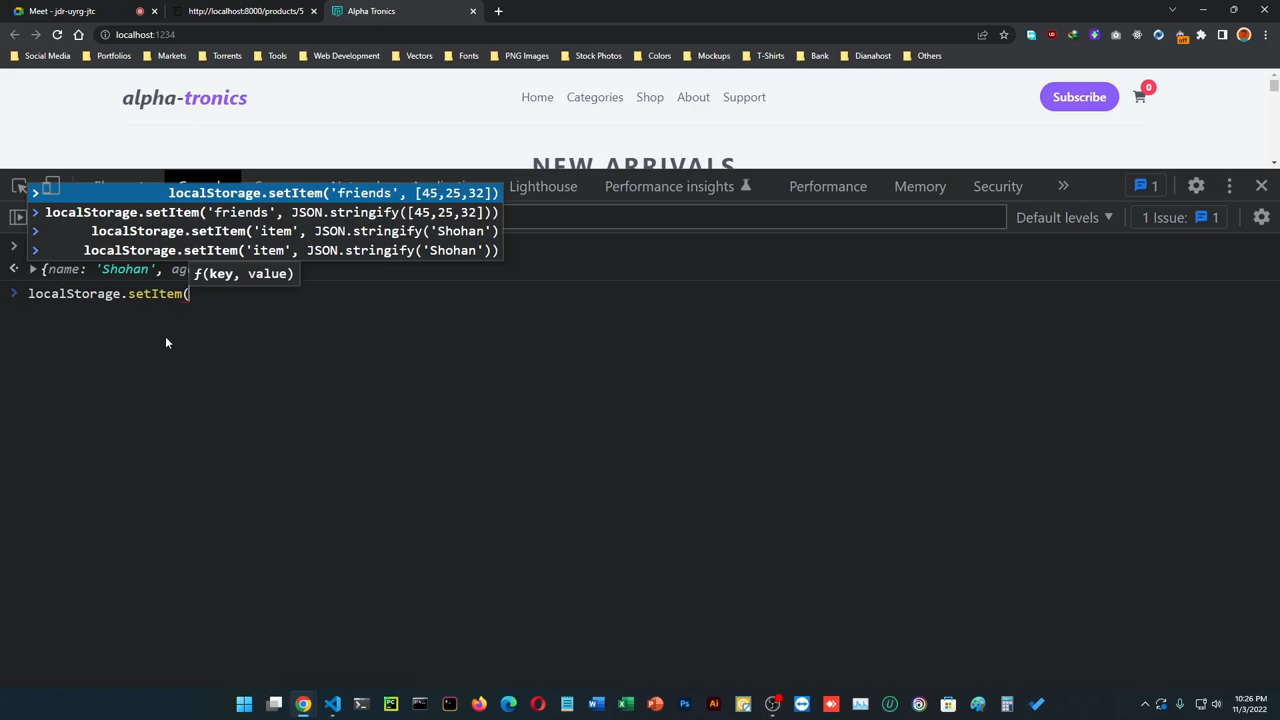 Meet - jdr-uyrg-jtc
http://localhost:8000/products/5
Alpha Tronics
localhost:1234
Social Media Portfolios Markets Torrents Tools Web Development Vectors Fonts PNG Images Stock Photos Colors Mockups T-Shirts Bank Dianahost Others
alpha-tronics Home Categories Shop About Support Subscribe 0
NEW ARRIVALS
Lighthouse Performance insights Performance Memory Security 1
localStorage.setItem('friends', [45,25,32])
localStorage.setItem('friends', JSON.stringify([45,25,32]))
Default levels 1 Issue: 1
localStorage.setItem('item', JSON.stringify('Shohan')
localStorage.setItem('item', JSON.stringify('Shohan'))
{name: 'Shohan',
ƒ(key, value)
localStorage.setItem(
10:26 PM
11/3/2022